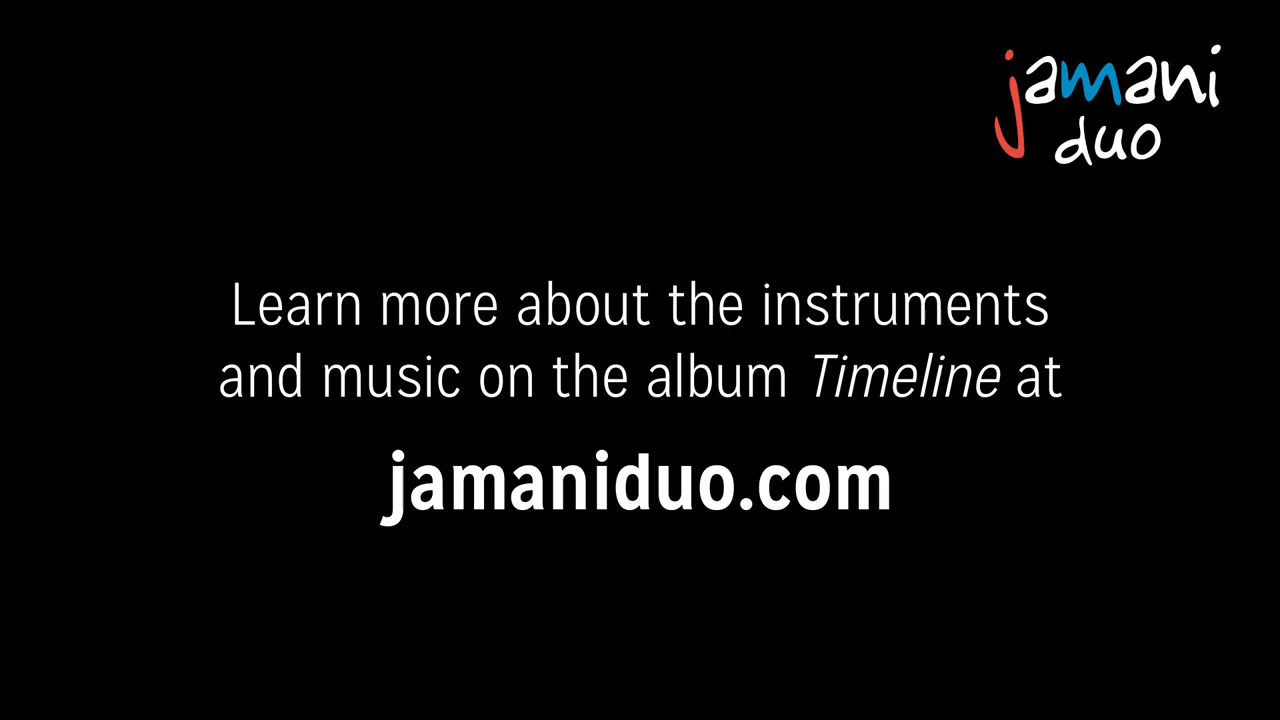 jamani
duo
Learn more about the instruments
and music on the album Timeline at
jamaniduo.com